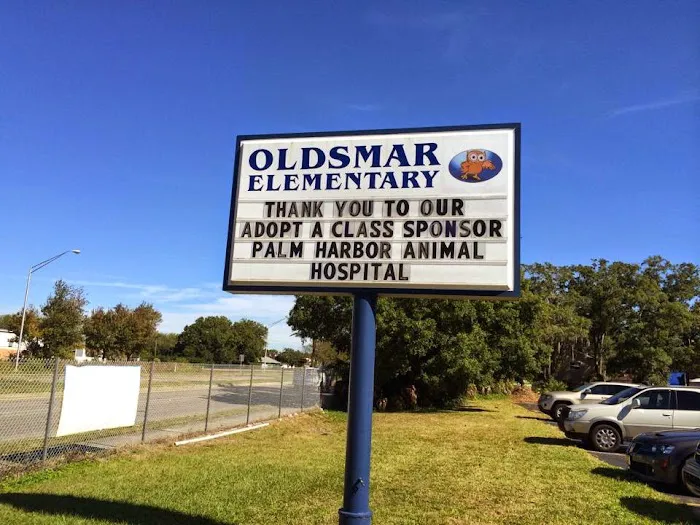 OLDSMAR
ELEMENTARY
THANK YOU TO OUR
ADOPT A CLASS SPONSOR
PALM HARBOR ANIMAL
HOSPITAL